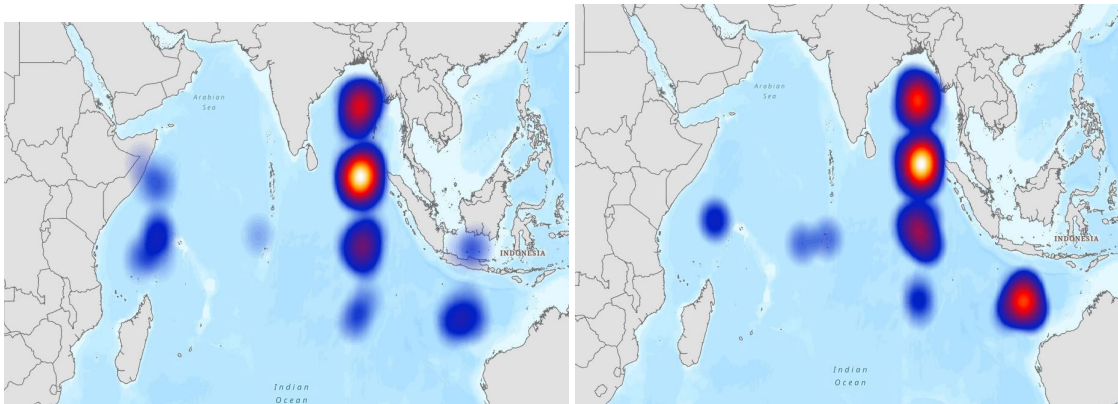 Arabian
Sea
INDONESIA
Indian
Ocean
Arabian
Sea
INDONESIA
Indian
Ocean